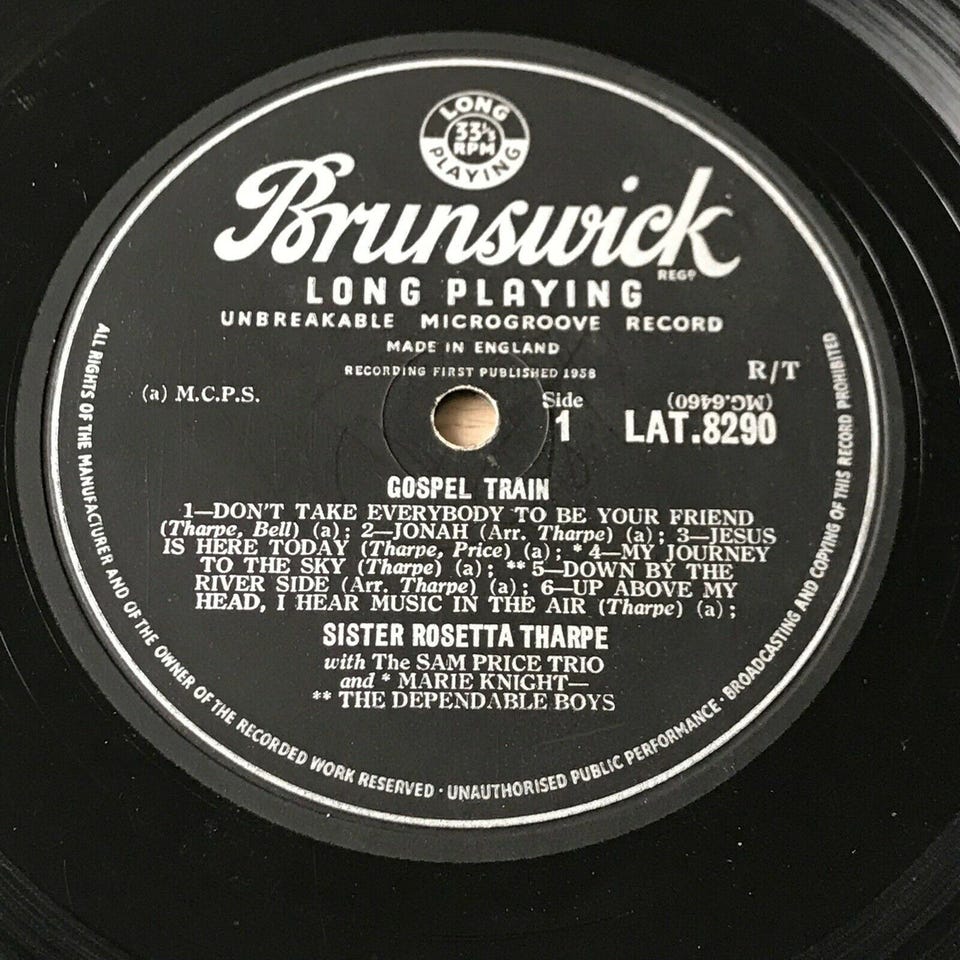 LONG
33⅓
RPM
PLAYING
Brunswick
REGD
LONG PLAYING
UNBREAKABLE MICROGROOVE RECORD
MADE IN ENGLAND
RECORDING FIRST PUBLISHED 1958
R/T
(a) M.C.P.S.
Side
1
(MG.6460)
LAT.8290
GOSPEL TRAIN
1—DON'T TAKE EVERYBODY TO BE YOUR FRIEND
(Tharpe, Bell) (a); 2—JONAH (Arr. Tharpe) (a); 3—JESUS
IS HERE TODAY (Tharpe, Price) (a); *4—MY JOURNEY
TO THE SKY (Tharpe) (a); **5—DOWN BY THE
RIVER SIDE (Arr. Tharpe) (a); 6—UP ABOVE MY
HEAD, I HEAR MUSIC IN THE AIR (Tharpe) (a);
SISTER ROSETTA THARPE
with The SAM PRICE TRIO
and * MARIE KNIGHT—
** THE DEPENDABLE BOYS
ALL RIGHTS OF THE MANUFACTURER AND OF THE OWNER OF THE RECORDED WORK RESERVED · UNAUTHORISED PUBLIC PERFORMANCE · BROADCASTING AND COPYING OF THIS RECORD PROHIBITED